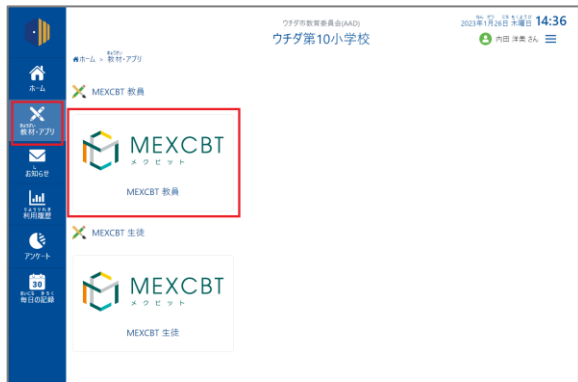 ウチダ市教育委員会(AAD)
ウチダ第10小学校
2023年1月26日 木曜日 14:36
内田 洋美 さん
ホーム > 教材・アプリ
ホーム
教材・アプリ
お知らせ
利用履歴
アンケート
30
毎日の記録
MEXCBT 教員
MEXCBT
メクビット
MEXCBT 教員
MEXCBT 生徒
MEXCBT
メクビット
MEXCBT 生徒